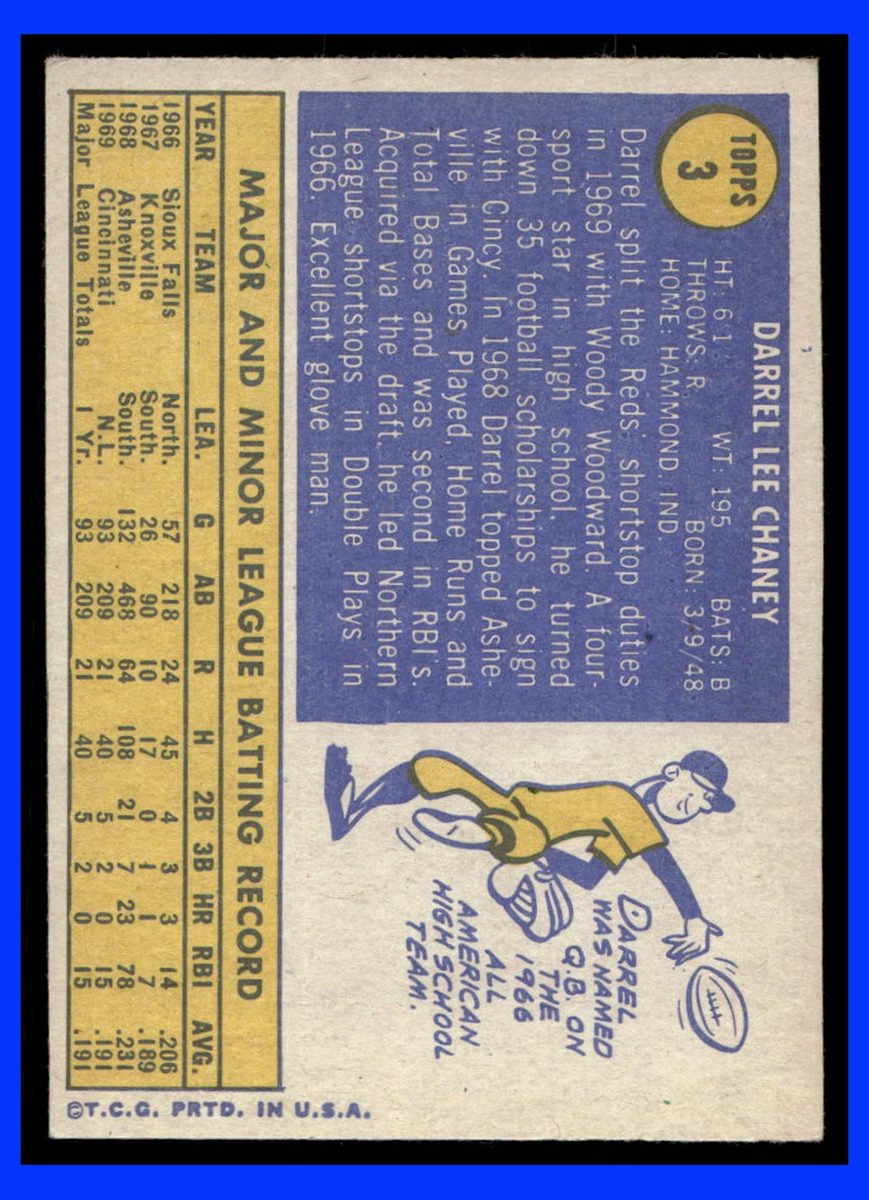 TOPPS
3
DARREL LEE CHANEY
HT: 6 1 WT: 195 BATS: B
THROWS: R BORN: 3/9/48
HOME: HAMMOND, IND.
Darrel split the Reds' shortstop duties
in 1969 with Woody Woodward. A four-
sport star in high school, he turned
down 35 football scholarships to sign
with Cincy. In 1968 Darrel topped Ashe-
ville in Games Played, Home Runs and
Total Bases and was second in RBI's.
Acquired via the draft, he led Northern
League shortstops in Double Plays in
1966. Excellent glove man.
DARREL
WAS NAMED
Q.B. ON
THE
1966
ALL
AMERICAN
HIGH SCHOOL
TEAM.
MAJOR AND MINOR LEAGUE BATTING RECORD
YEAR TEAM LEA. G AB R H 2B 3B HR RBI AVG.
1966 Sioux Falls North. 57 218 24 45 4 3 3 14 .206
1967 Knoxville South. 26 90 10 17 0 1 1 7 .189
1968 Asheville South. 132 468 64 108 21 7 23 78 .231
1969 Cincinnati N.L. 93 209 21 40 5 2 0 15 .191
Major League Totals 1 Yr. 93 209 21 40 5 2 0 15 .191
©T.C.G. PRTD. IN U.S.A.